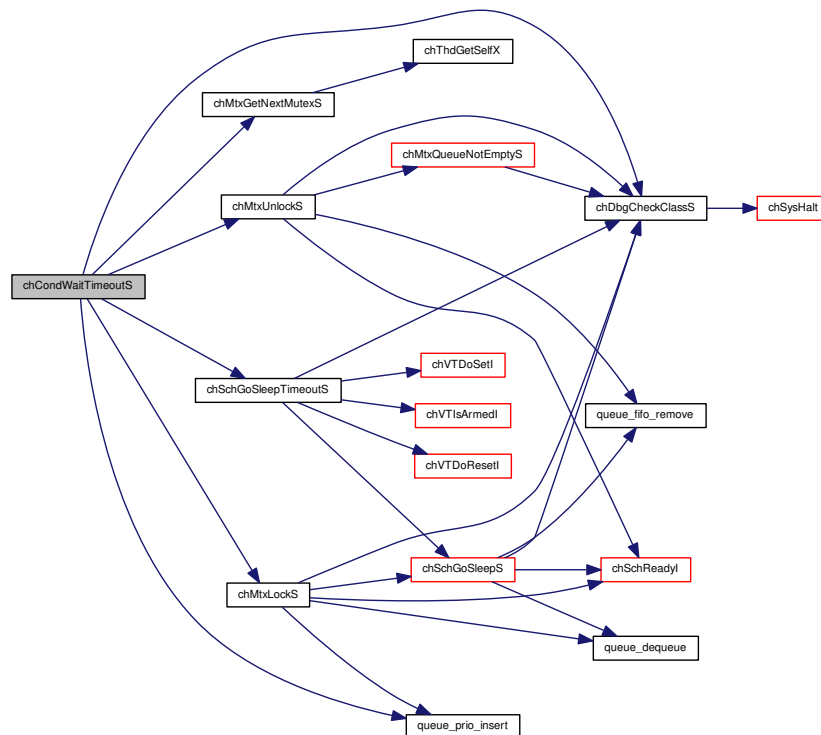 chThdGetSelfX
chMtxGetNextMutexS
chMtxQueueNotEmptyS
chMtxUnlockS
chDbgCheckClassS
chSysHalt
chCondWaitTimeoutS
chVTDoSetI
chSchGoSleepTimeoutS
chVTIsArmedI
queue_fifo_remove
chVTDoResetI
chSchGoSleepS
chSchReadyI
chMtxLockS
queue_dequeue
queue_prio_insert